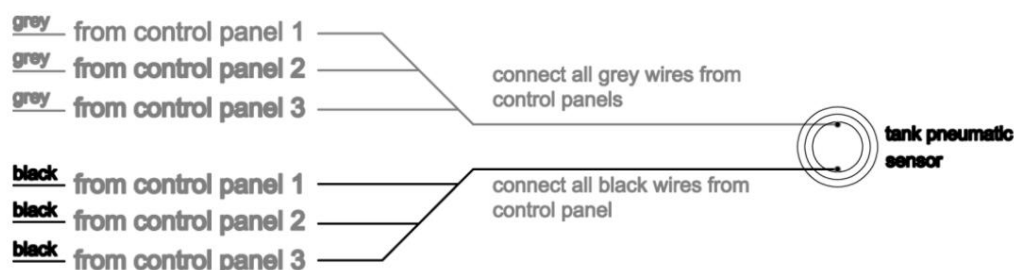 grey from control panel 1
grey from control panel 2
grey from control panel 3
connect all grey wires from
control panels
tank pneumatic
sensor
black from control panel 1
black from control panel 2
black from control panel 3
connect all black wires from
control panel